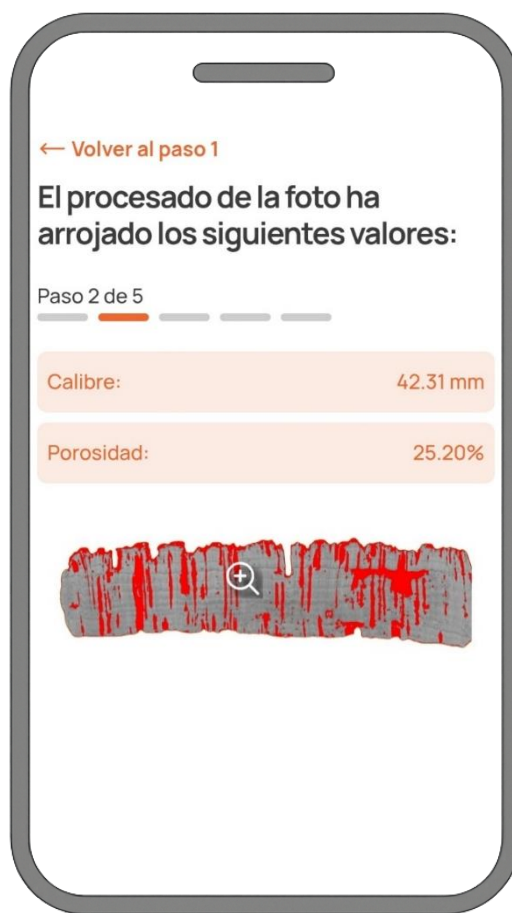 ← Volver al paso 1
El procesado de la foto ha
arrojado los siguientes valores:
Paso 2 de 5
Calibre: 42.31 mm
Porosidad: 25.20%